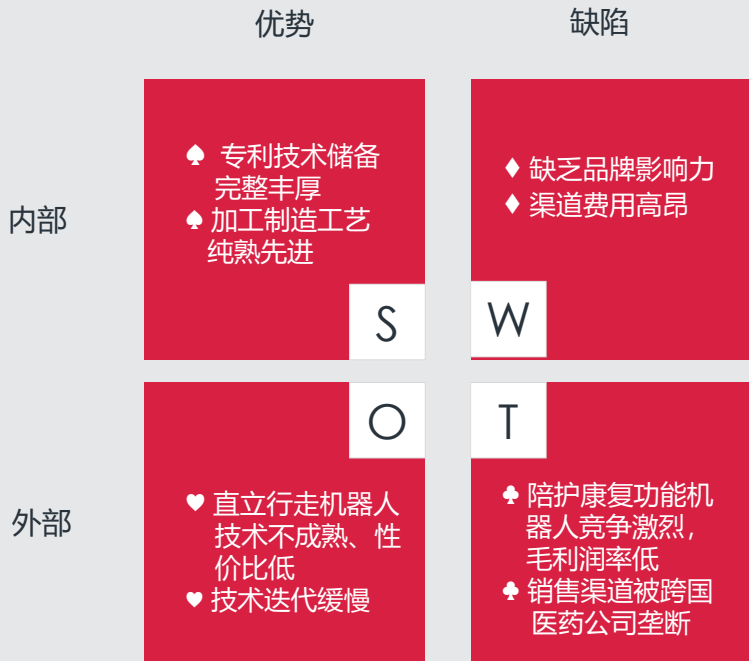 优势
缺陷
内部
♠ 专利技术储备
完整丰厚
♠ 加工制造工艺
纯熟先进
S
♦ 缺乏品牌影响力
♦ 渠道费用高昂
W
外部
O
♥ 直立行走机器人
技术不成熟、性
价比低
♥ 技术迭代缓慢
T
♣ 陪护康复功能机
器人竞争激烈，
毛利润率低
♣ 销售渠道被跨国
医药公司垄断